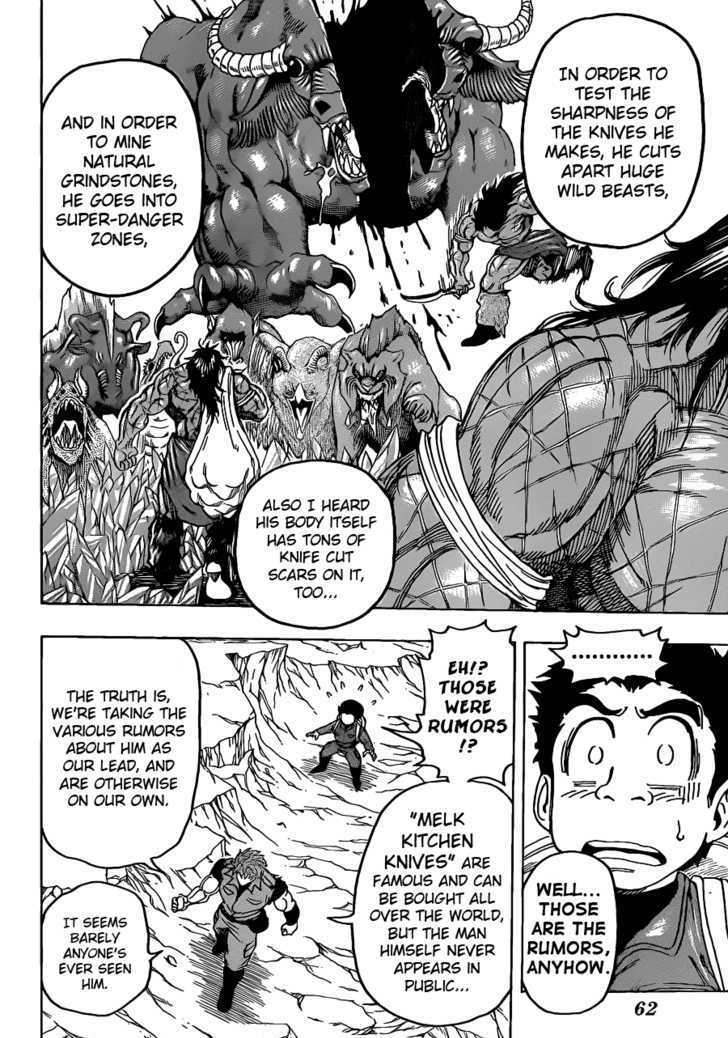 IN ORDER TO
TEST THE
SHARPNESS OF
THE KNIVES HE
MAKES, HE CUTS
APART HUGE
WILD BEASTS,
AND IN ORDER
TO MINE
NATURAL
GRINDSTONES,
HE GOES INTO
SUPER-DANGER
ZONES,
ALSO I HEARD
HIS BODY ITSELF
HAS TONS OF
KNIFE CUT
SCARS ON IT,
TOO...
............
WELL...
THOSE
ARE THE
RUMORS,
ANYHOW.
EH!?
THOSE
WERE
RUMORS
!?
"MELK
KITCHEN
KNIVES" ARE
FAMOUS AND CAN
BE BOUGHT ALL
OVER THE WORLD,
BUT THE MAN
HIMSELF NEVER
APPEARS IN
PUBLIC...
THE TRUTH IS,
WE'RE TAKING THE
VARIOUS RUMORS
ABOUT HIM AS
OUR LEAD, AND
ARE OTHERWISE
ON OUR OWN.
IT SEEMS
BARELY
ANYONE'S
EVER SEEN
HIM.
62